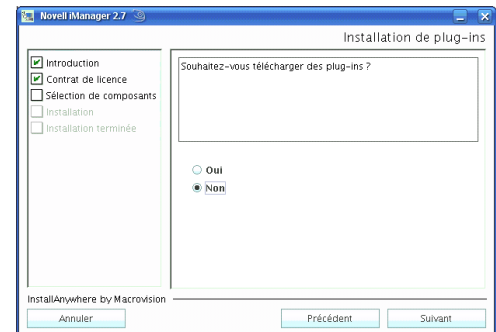 Novell iManager 2.7
Installation de plug-ins
Introduction
Contrat de licence
Sélection de composants
Installation
Installation terminée
Souhaitez-vous télécharger des plug-ins ?
Oui
Non
InstallAnywhere by Macrovision
Annuler
Précédent
Suivant